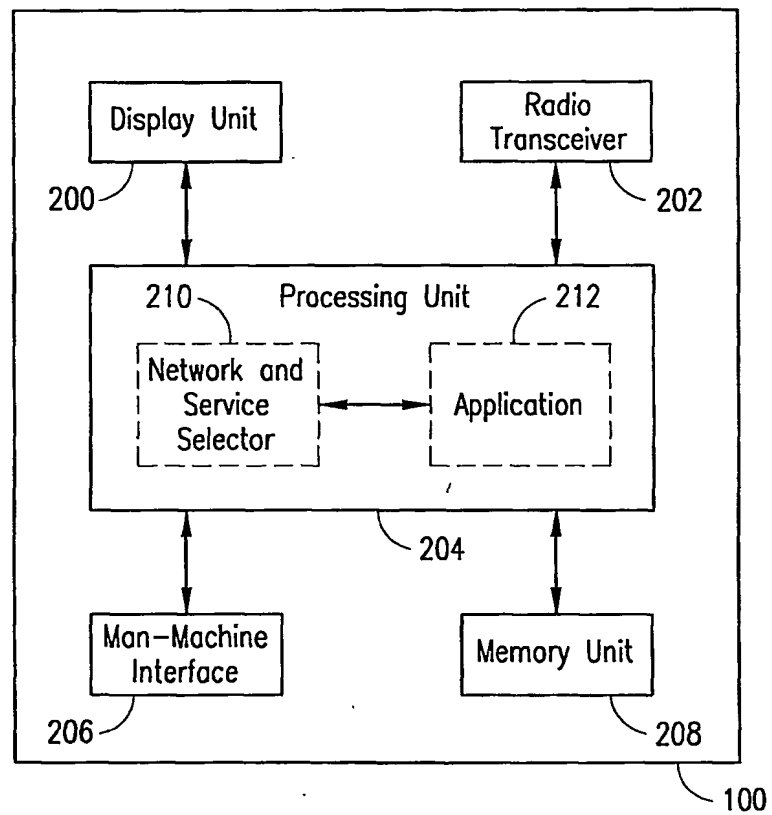 Display Unit
Radio
Transceiver
200
202
210
Processing Unit
212
Network and
Service
Selector
Application
204
Man-Machine
Interface
Memory Unit
206
208
100